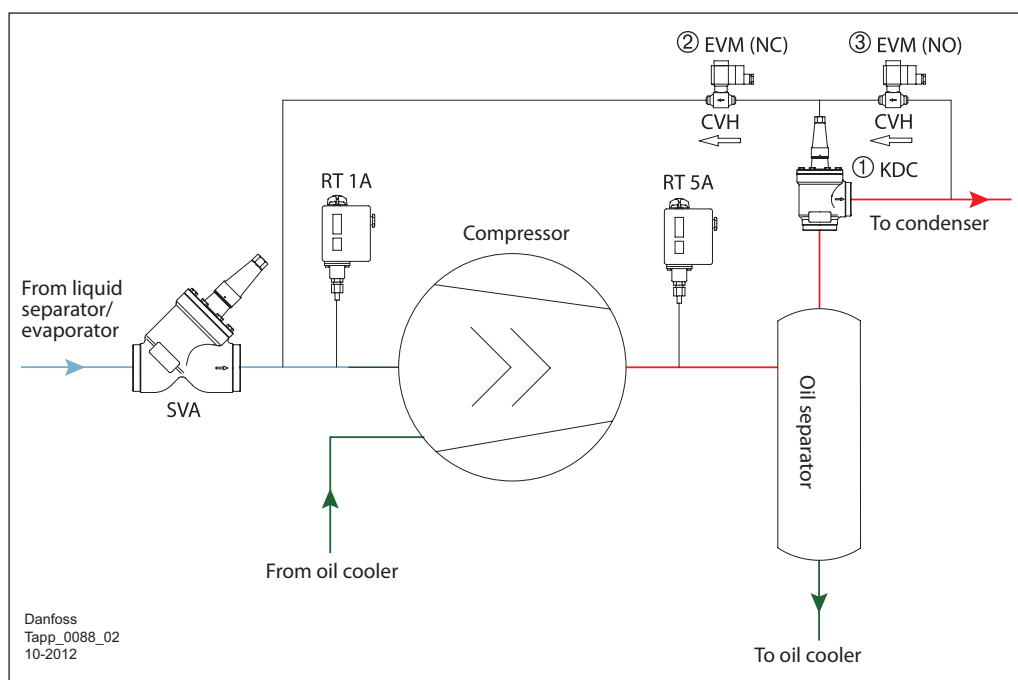 ② EVM (NC)
③ EVM (NO)
CVH
CVH
① KDC
RT 1A
RT 5A
To condenser
Compressor
From liquid
separator/
evaporator
SVA
Oil separator
From oil cooler
To oil cooler
Danfoss
Tapp_0088_02
10-2012